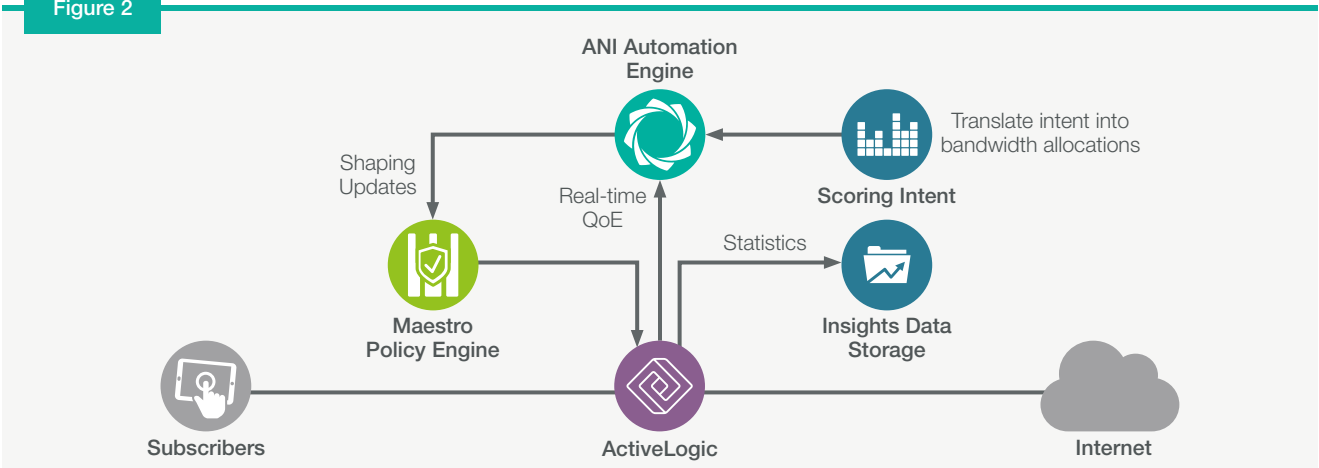 Figure 2
ANI Automation
Engine
Translate intent into
bandwidth allocations
Shaping
Updates
Real-time
QoE
Scoring Intent
Statistics
Maestro
Policy Engine
Insights Data
Storage
Subscribers
ActiveLogic
Internet